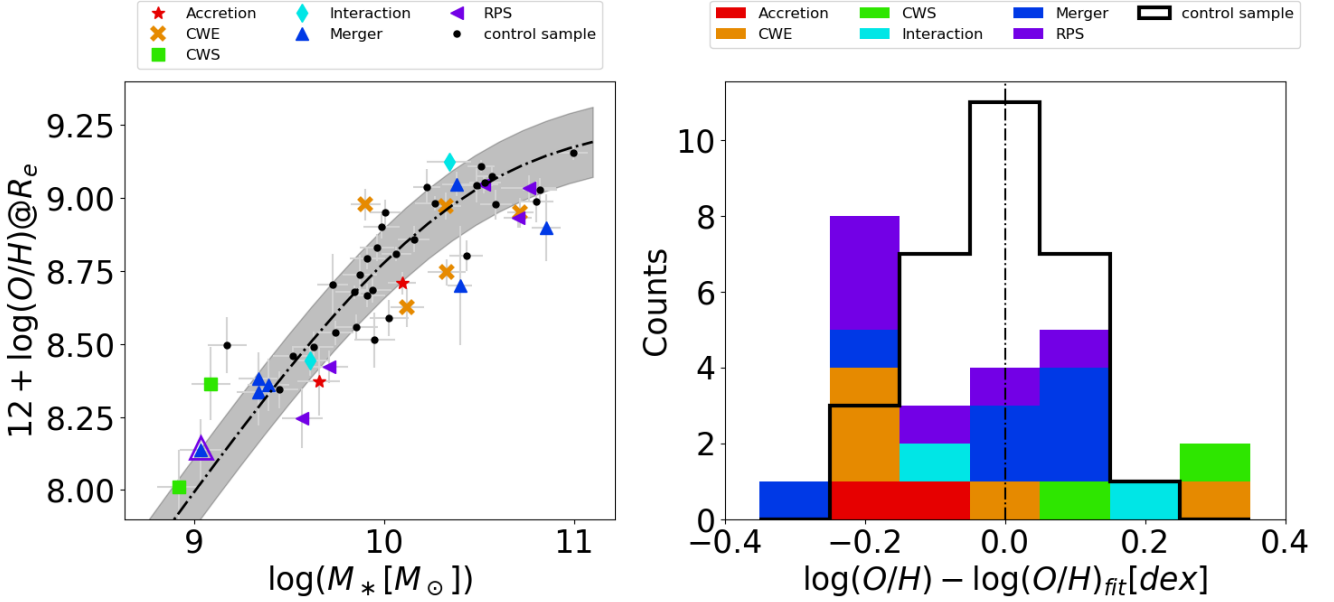 Accretion Interaction RPS
CWE Merger control sample
CWS
Accretion CWS Merger control sample
CWE Interaction RPS
12 + log(O/H)@R_e
9.25
9.00
8.75
8.50
8.25
8.00
9 10 11
log(M_*[M_⊙])
Counts
10
8
6
4
2
0
−0.4 −0.2 0.0 0.2 0.4
log(O/H) − log(O/H)_fit[dex]